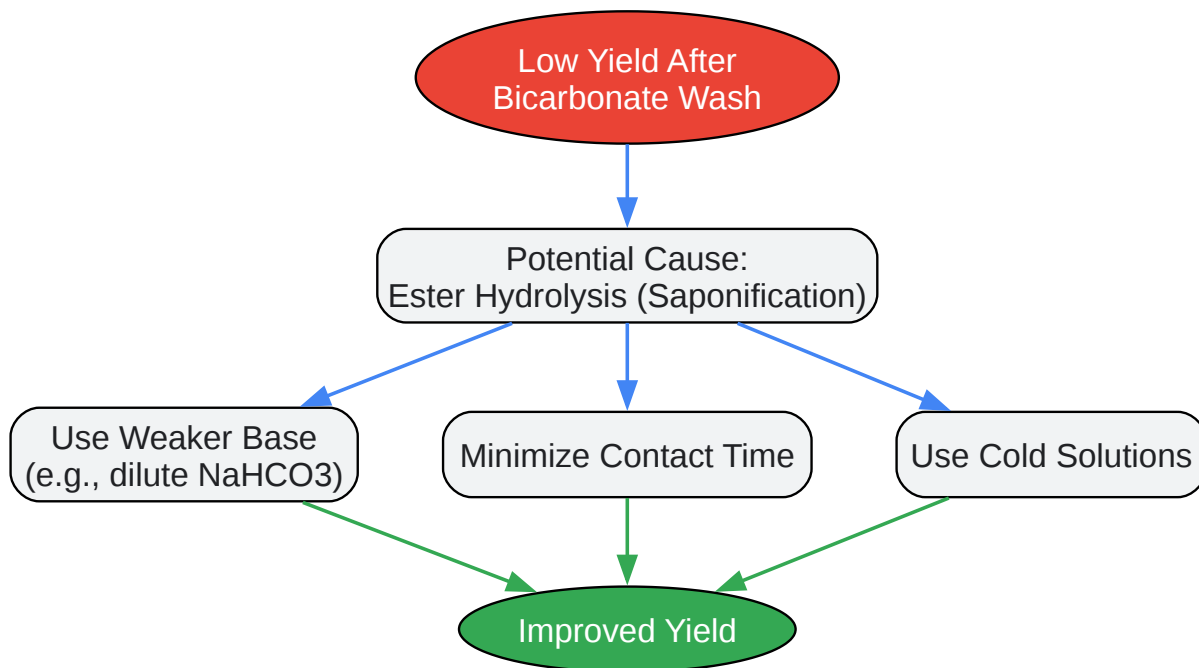 Low Yield After
Bicarbonate Wash
Potential Cause:
Ester Hydrolysis (Saponification)
Use Weaker Base
(e.g., dilute NaHCO3)
Minimize Contact Time
Use Cold Solutions
Improved Yield